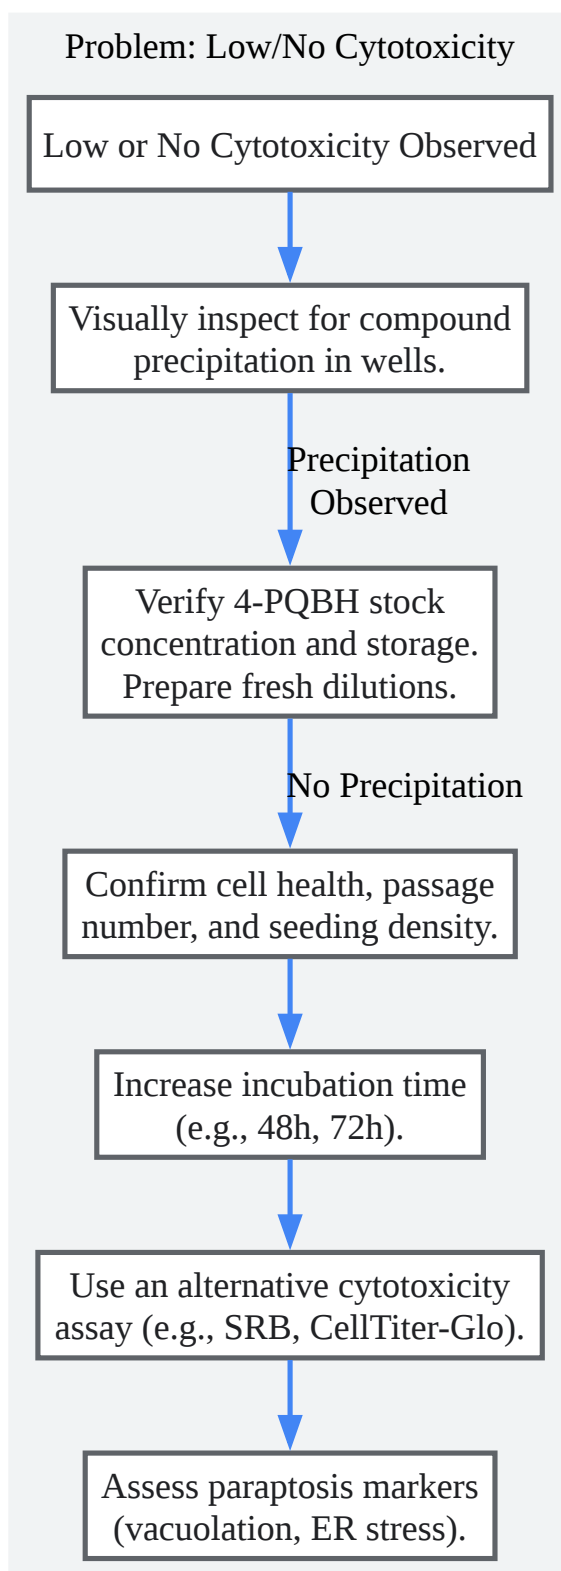 Problem: Low/No Cytotoxicity
Low or No Cytotoxicity Observed
Visually inspect for compound
precipitation in wells.
Precipitation
Observed
Verify 4-PQBH stock
concentration and storage.
Prepare fresh dilutions.
No Precipitation
Confirm cell health, passage
number, and seeding density.
Increase incubation time
(e.g., 48h, 72h).
Use an alternative cytotoxicity
assay (e.g., SRB, CellTiter-Glo).
Assess paraptosis markers
(vacuolation, ER stress).